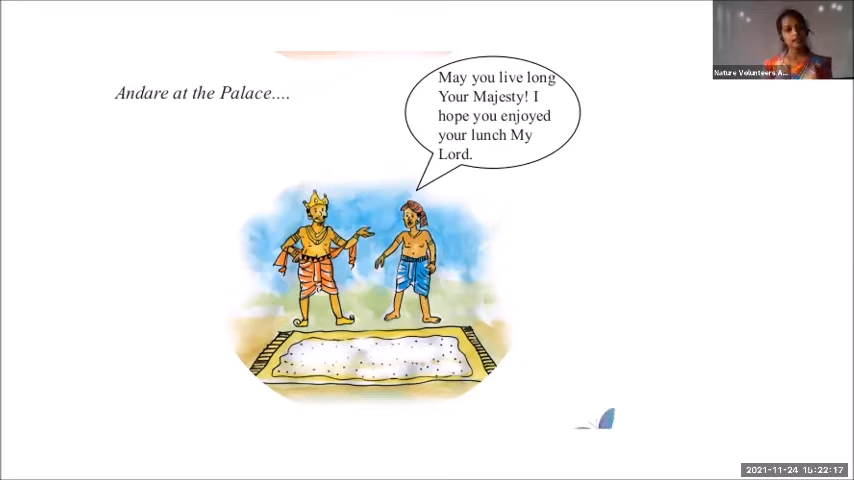 Andare at the Palace....
May you live long
Your Majesty! I
hope you enjoyed
your lunch My
Lord.
Nature Volunteers A...
2021-11-24 15:22:17